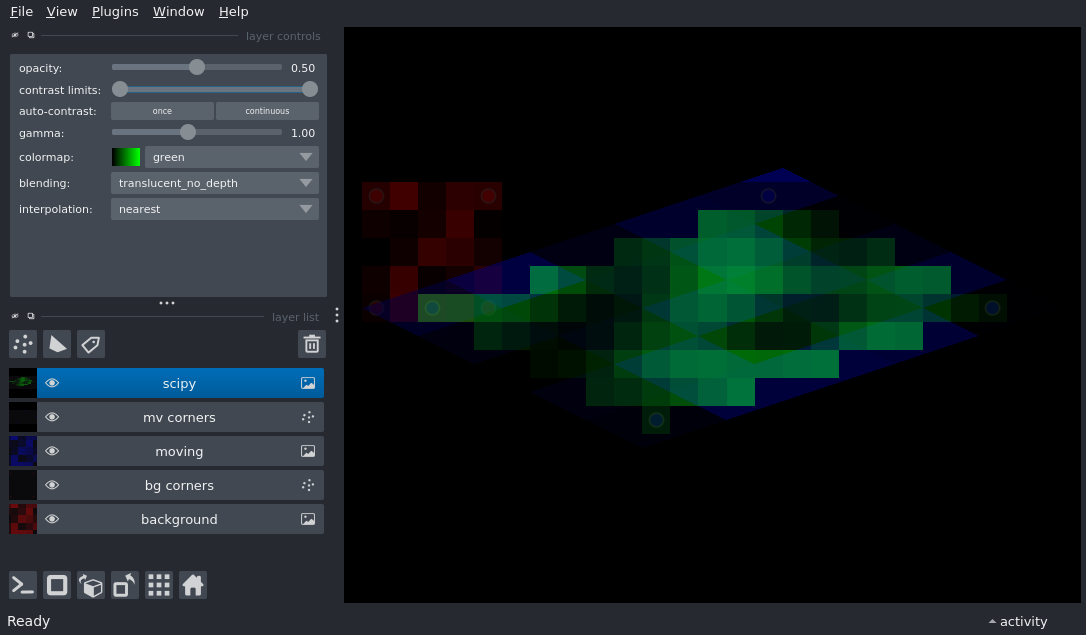 File View Plugins Window Help
layer controls
opacity: 0.50
contrast limits:
auto-contrast: once continuous
gamma: 1.00
colormap: green
blending: translucent_no_depth
interpolation: nearest
layer list
scipy
mv corners
moving
bg corners
background
Ready activity